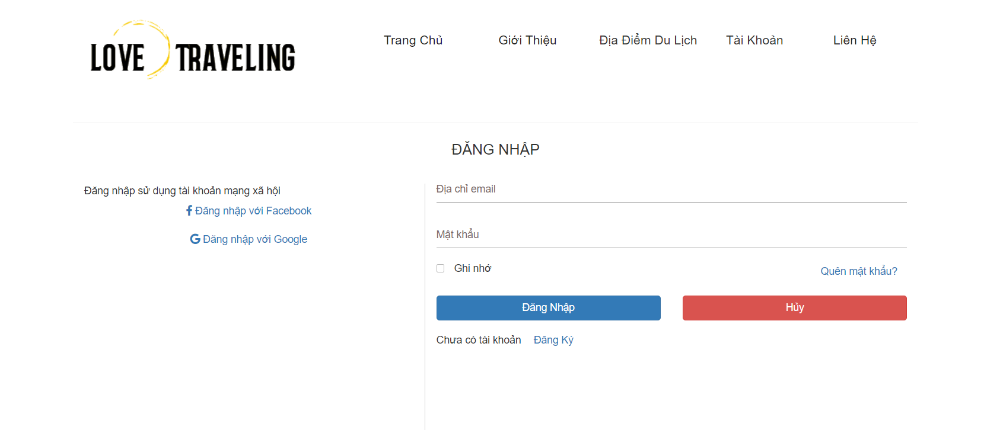 LOVE TRAVELING
Trang Chủ
Giới Thiệu
Địa Điểm Du Lịch
Tài Khoản
Liên Hệ
ĐĂNG NHẬP
Đăng nhập sử dụng tài khoản mạng xã hội
Đăng nhập với Facebook
Đăng nhập với Google
Địa chỉ email
Mật khẩu
Ghi nhớ
Quên mật khẩu?
Đăng Nhập
Hủy
Chưa có tài khoản Đăng Ký